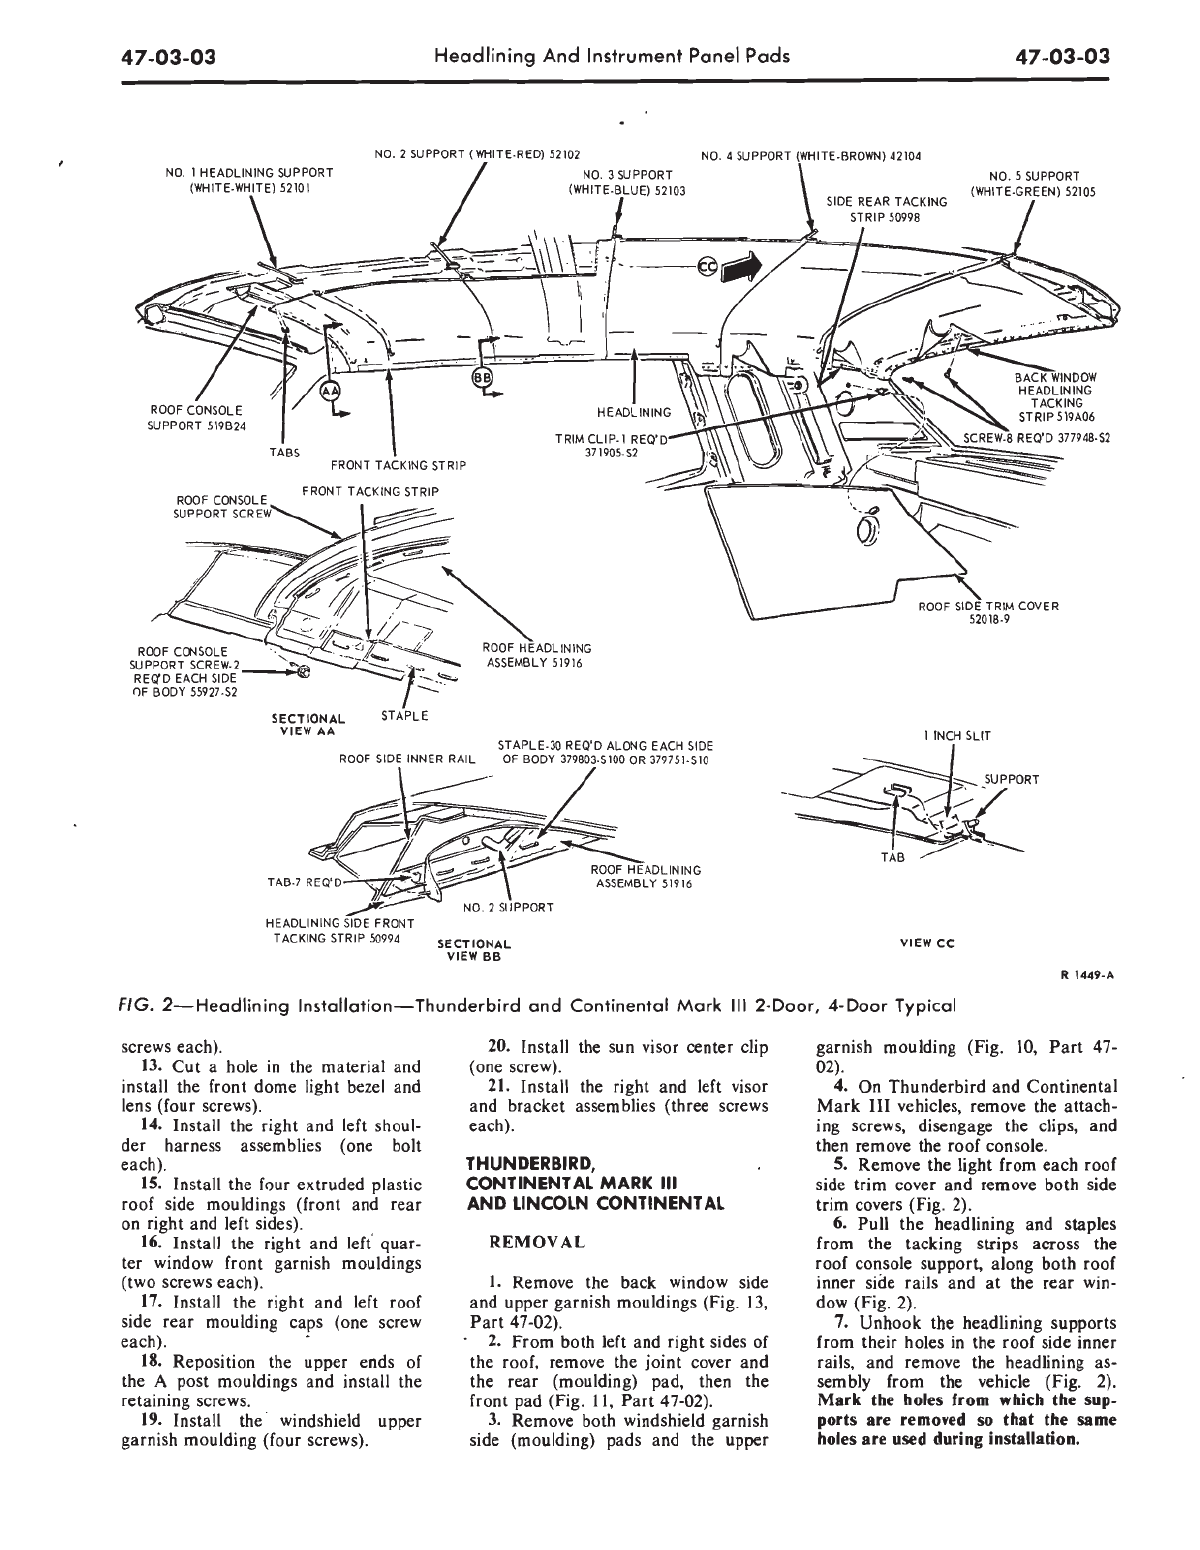 47-03-03
Headlining And Instrument Panel Pads
47-03-03
NO. 2 SUPPORT (WHITE-RED) 52102
NO. 4 SUPPORT (WHITE-BROWN) 42104
NO. 1 HEADLINING SUPPORT
(WHITE-WHITE) 52101
NO. 3 SUPPORT
(WHITE-BLUE) 52103
NO. 5 SUPPORT
(WHITE-GREEN) 52105
SIDE REAR TACKING
STRIP 50998
CC
AA
BB
BACK WINDOW
HEADLINING
TACKING
STRIP 519A06
ROOF CONSOLE
SUPPORT 519B24
HEADLINING
TRIM CLIP-1 REQ'D
371905-S2
SCREW-8 REQ'D 377948-S2
TABS
FRONT TACKING STRIP
FRONT TACKING STRIP
ROOF CONSOLE
SUPPORT SCREW
ROOF SIDE TRIM COVER
52018-9
ROOF HEADLINING
ASSEMBLY 51916
ROOF CONSOLE
SUPPORT SCREW-2
REQ'D EACH SIDE
OF BODY 55927-S2
SECTIONAL
VIEW AA
STAPLE
1 INCH SLIT
STAPLE-30 REQ'D ALONG EACH SIDE
OF BODY 379803-S100 OR 379751-S10
ROOF SIDE INNER RAIL
SUPPORT
TAB
ROOF HEADLINING
ASSEMBLY 51916
TAB-7 REQ'D
NO. 2 SUPPORT
HEADLINING SIDE FRONT
TACKING STRIP 50994
SECTIONAL
VIEW BB
VIEW CC
R 1449-A
FIG. 2—Headlining Installation—Thunderbird and Continental Mark III 2-Door, 4-Door Typical
screws each).
13. Cut a hole in the material and
install the front dome light bezel and
lens (four screws).
14. Install the right and left shoul-
der harness assemblies (one bolt
each).
15. Install the four extruded plastic
roof side mouldings (front and rear
on right and left sides).
16. Install the right and left quar-
ter window front garnish mouldings
(two screws each).
17. Install the right and left roof
side rear moulding caps (one screw
each).
18. Reposition the upper ends of
the A post mouldings and install the
retaining screws.
19. Install the windshield upper
garnish moulding (four screws).
20. Install the sun visor center clip
(one screw).
21. Install the right and left visor
and bracket assemblies (three screws
each).
THUNDERBIRD,
CONTINENTAL MARK III
AND LINCOLN CONTINENTAL
REMOVAL
1. Remove the back window side
and upper garnish mouldings (Fig. 13,
Part 47-02).
2. From both left and right sides of
the roof, remove the joint cover and
the rear (moulding) pad, then the
front pad (Fig. 11, Part 47-02).
3. Remove both windshield garnish
side (moulding) pads and the upper
garnish moulding (Fig. 10, Part 47-
02).
4. On Thunderbird and Continental
Mark III vehicles, remove the attach-
ing screws, disengage the clips, and
then remove the roof console.
5. Remove the light from each roof
side trim cover and remove both side
trim covers (Fig. 2).
6. Pull the headlining and staples
from the tacking strips across the
roof console support, along both roof
inner side rails and at the rear win-
dow (Fig. 2).
7. Unhook the headlining supports
from their holes in the roof side inner
rails, and remove the headlining as-
sembly from the vehicle (Fig. 2).
Mark the holes from which the sup-
ports are removed so that the same
holes are used during installation.